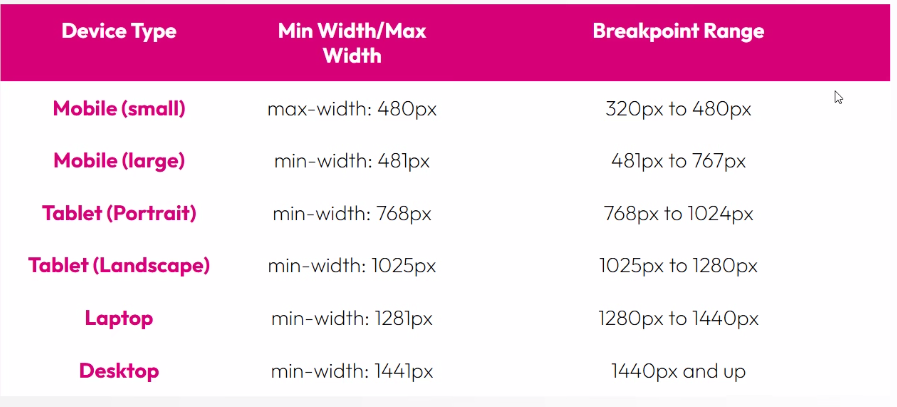 Device Type Min Width/Max Width Breakpoint Range
Mobile (small) max-width: 480px 320px to 480px
Mobile (large) min-width: 481px 481px to 767px
Tablet (Portrait) min-width: 768px 768px to 1024px
Tablet (Landscape) min-width: 1025px 1025px to 1280px
Laptop min-width: 1281px 1280px to 1440px
Desktop min-width: 1441px 1440px and up